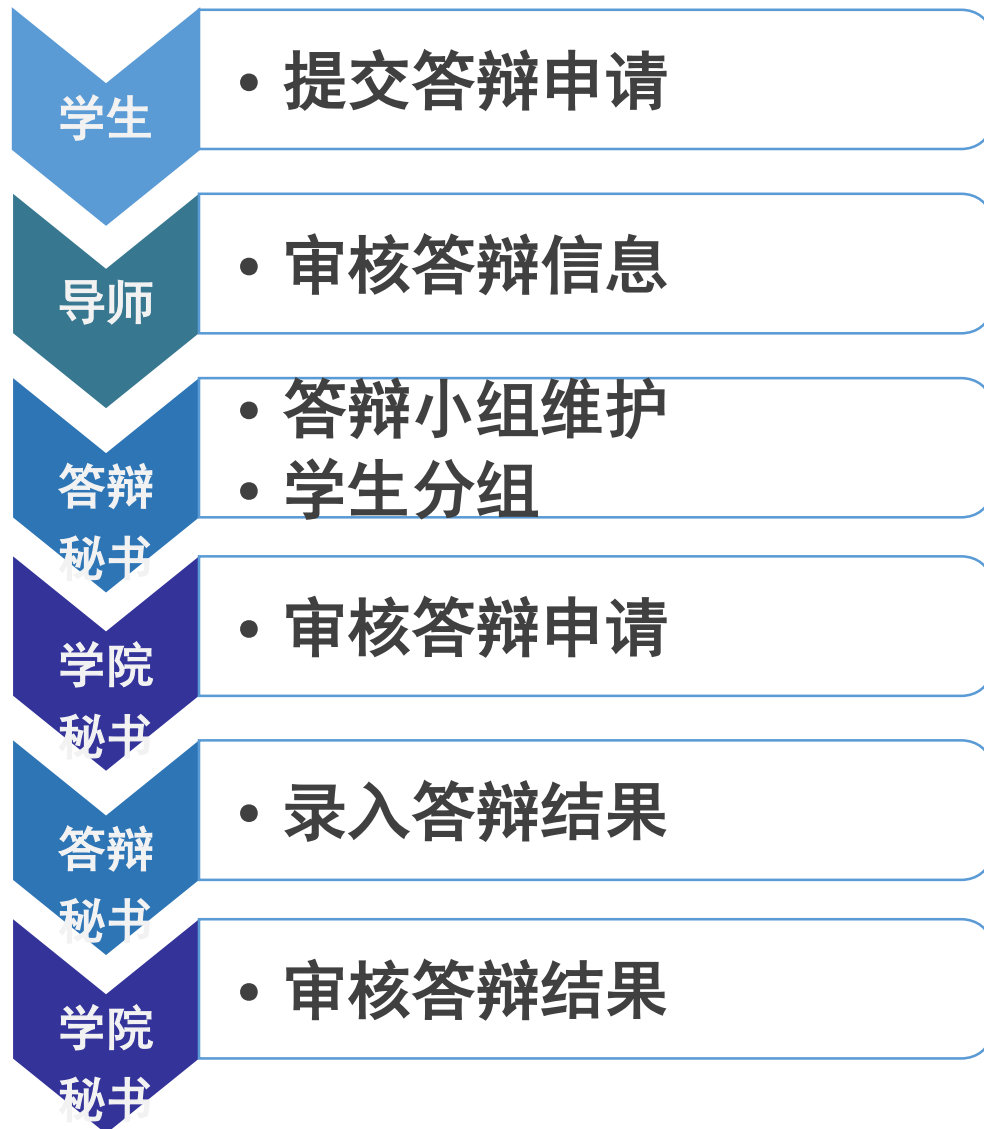 学生
• 提交答辩申请
导师
• 审核答辩信息
答辩
秘书
• 答辩小组维护
• 学生分组
学院
秘书
• 审核答辩申请
答辩
秘书
• 录入答辩结果
学院
秘书
• 审核答辩结果